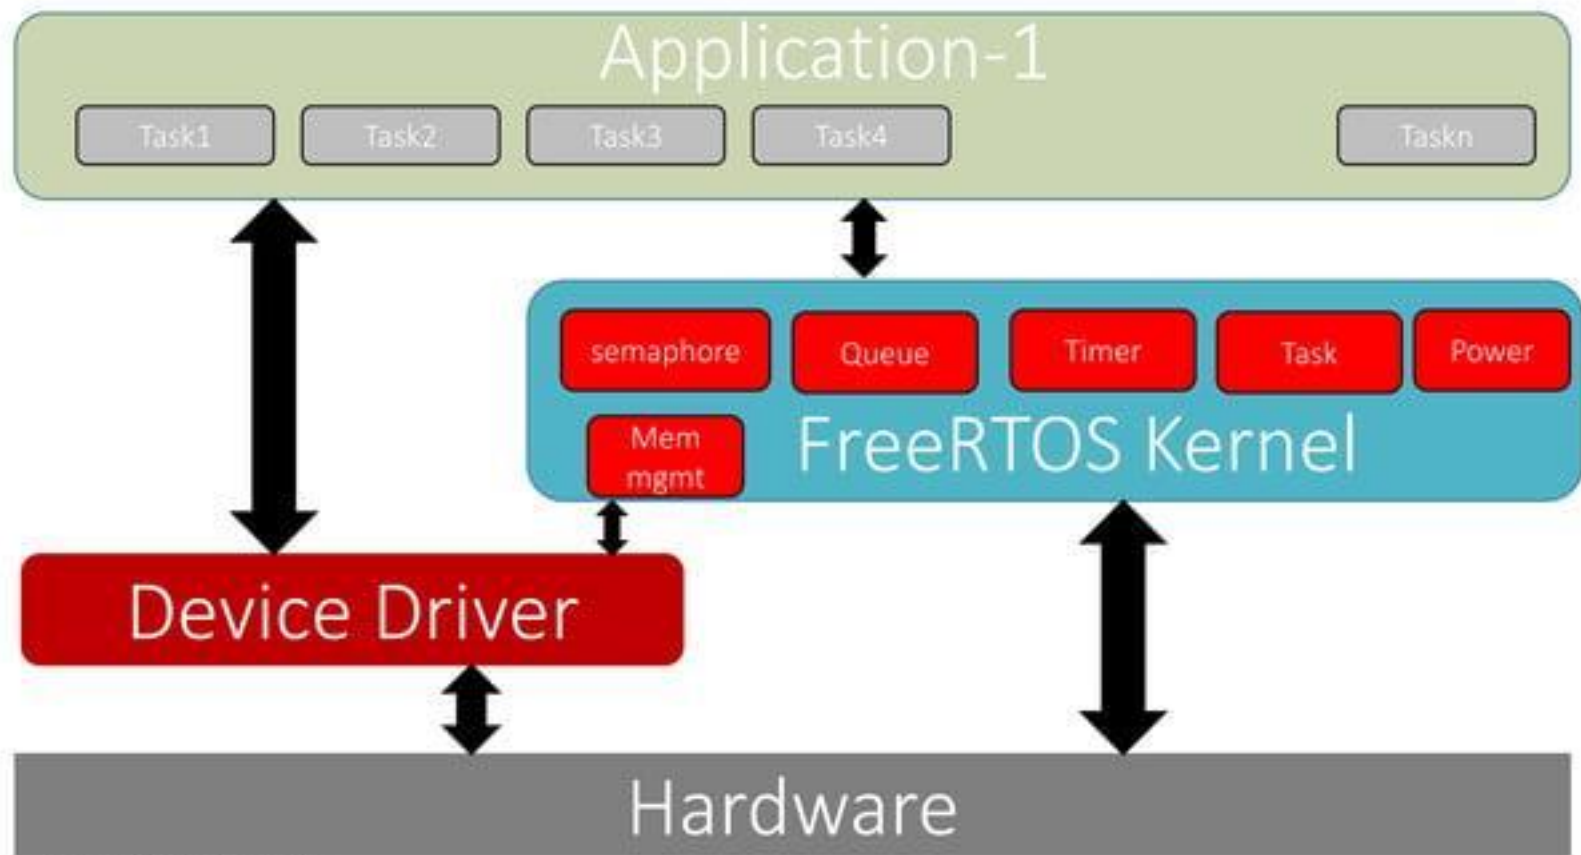 Application-1
Task1
Task2
Task3
Task4
Taskn
semaphore
Queue
Timer
Task
Power
Mem
mgmt
FreeRTOS Kernel
Device Driver
Hardware